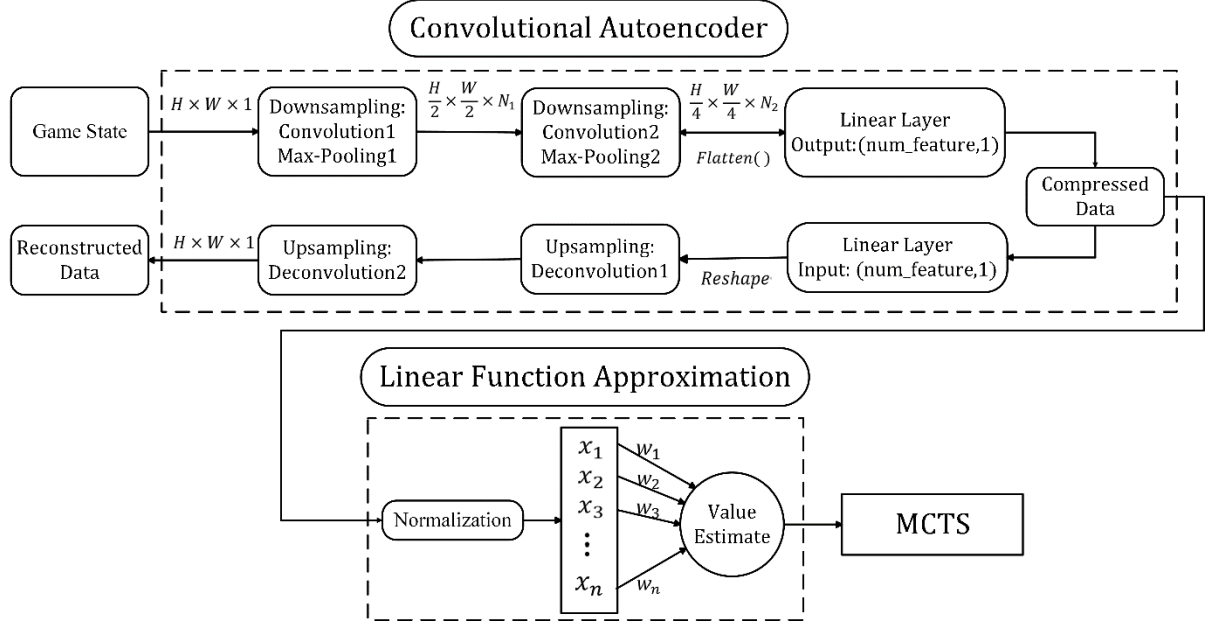 Convolutional Autoencoder
Game State
H × W × 1
Downsampling:
Convolution1
Max-Pooling1
H/2 × W/2 × N₁
Downsampling:
Convolution2
Max-Pooling2
H/4 × W/4 × N₂
Flatten( )
Linear Layer
Output:(num_feature,1)
Compressed
Data
Reconstructed
Data
H × W × 1
Upsampling:
Deconvolution2
Upsampling:
Deconvolution1
Reshape
Linear Layer
Input: (num_feature,1)
Linear Function Approximation
Normalization
x₁
x₂
x₃
⋮
xₙ
w₁
w₂
w₃
wₙ
Value
Estimate
MCTS